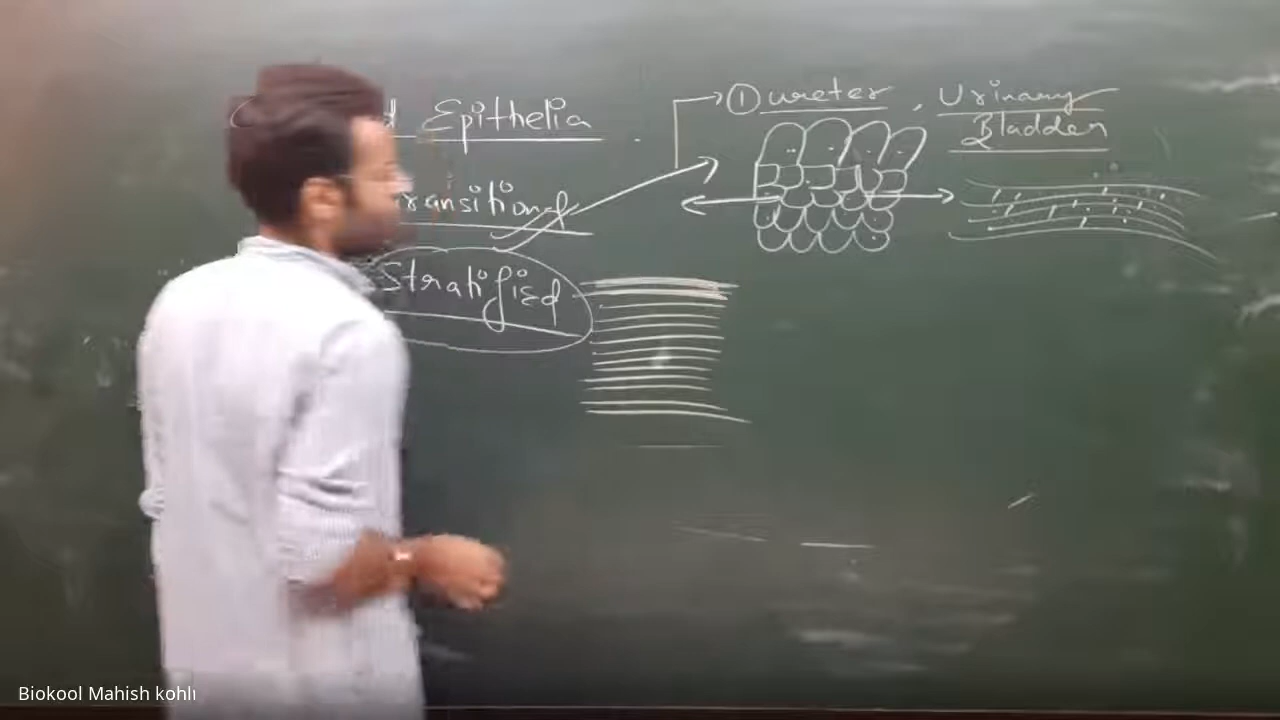 Epithelia
① ureter , Urinary
Bladder
ransitional
Stratified
Biokool Mahish kohli